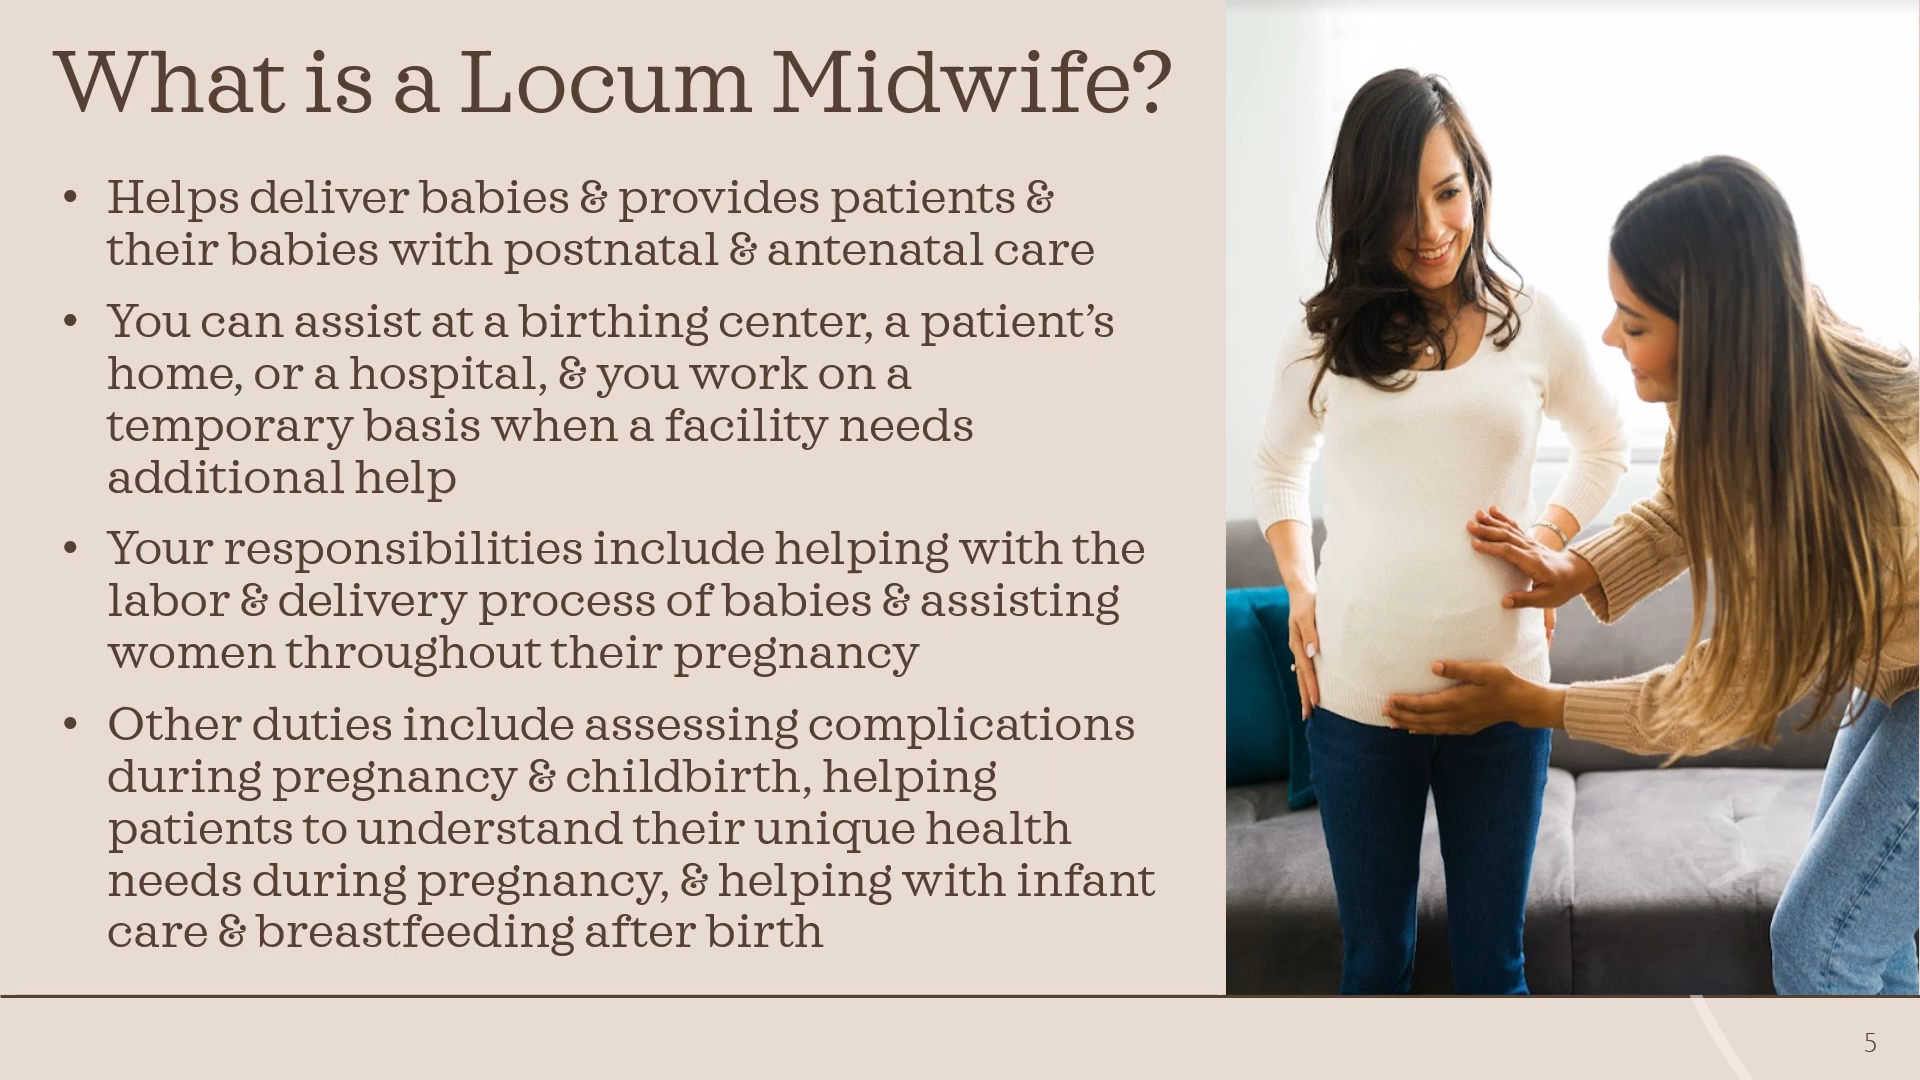 What is a Locum Midwife?
• Helps deliver babies & provides patients &
their babies with postnatal & antenatal care
• You can assist at a birthing center, a patient’s
home, or a hospital, & you work on a
temporary basis when a facility needs
additional help
• Your responsibilities include helping with the
labor & delivery process of babies & assisting
women throughout their pregnancy
• Other duties include assessing complications
during pregnancy & childbirth, helping
patients to understand their unique health
needs during pregnancy, & helping with infant
care & breastfeeding after birth
5